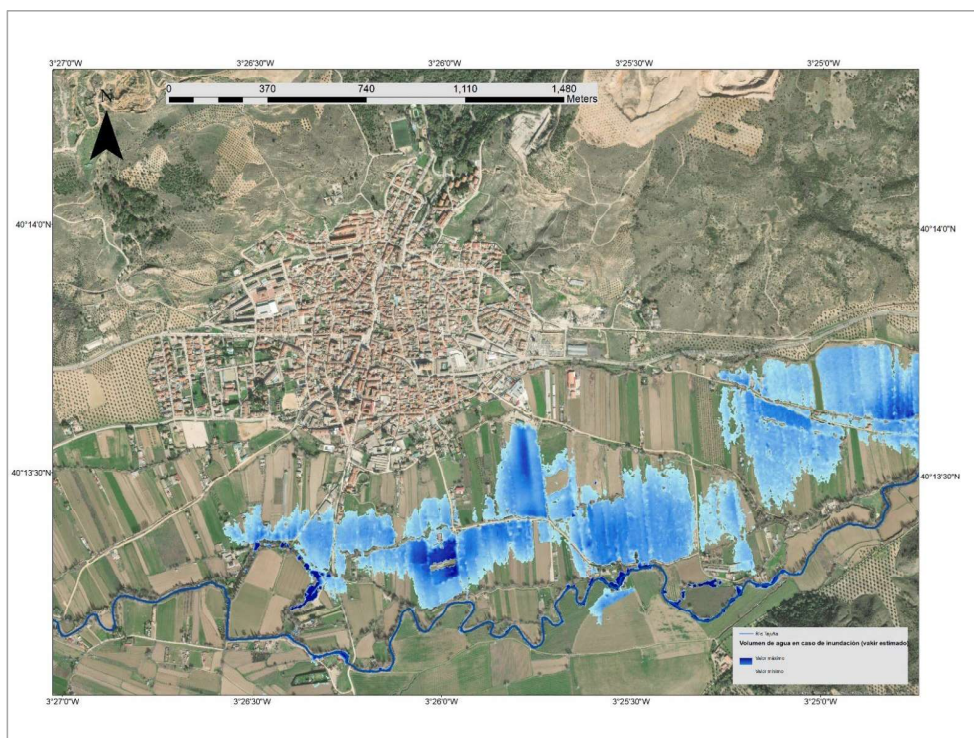 3°27'0"W 3°26'30"W 3°26'0"W 3°25'30"W 3°25'0"W
N
0 370 740 1,110 1,480
Meters
40°14'0"N 40°14'0"N
40°13'30"N 40°13'30"N
Río Tajuña
Volumen de agua en caso de inundación (vakir estimado)
Valor máximo
Valor mínimo
3°27'0"W 3°26'30"W 3°26'0"W 3°25'30"W 3°25'0"W